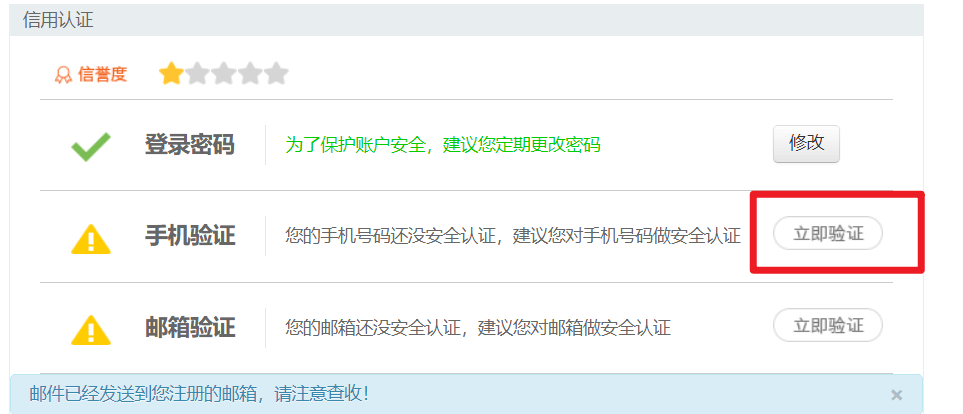 信用认证
信誉度
登录密码 为了保护账户安全，建议您定期更改密码 修改
手机验证 您的手机号码还没安全认证，建议您对手机号码做安全认证 立即验证
邮箱验证 您的邮箱还没安全认证，建议您对邮箱做安全认证 立即验证
邮件已经发送到您注册的邮箱，请注意查收！ ×